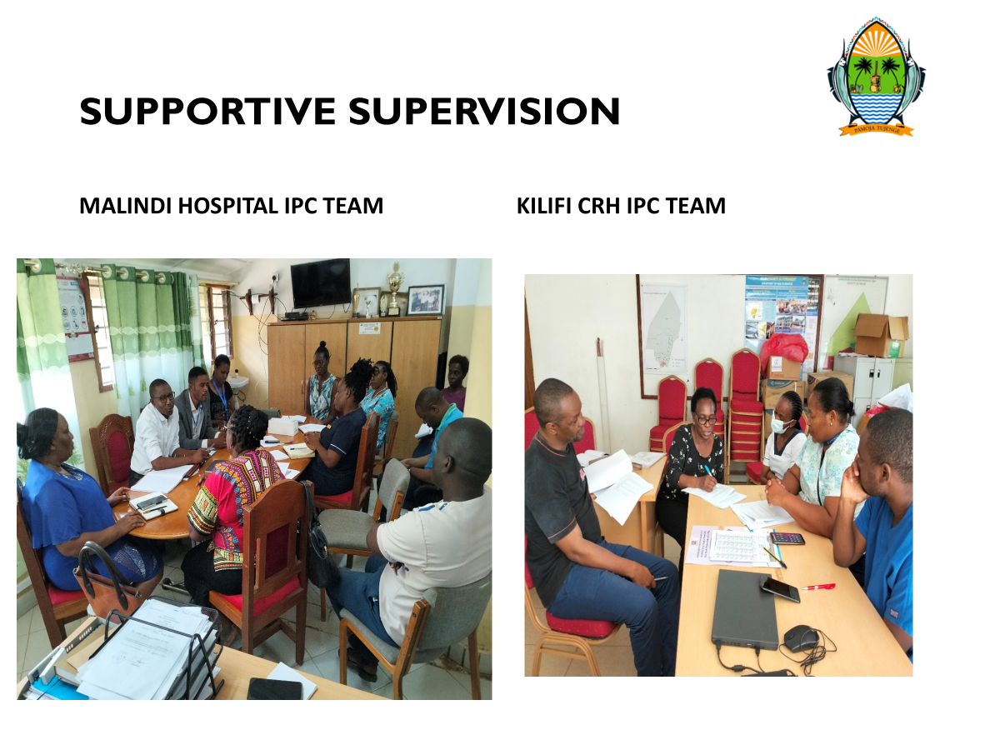 SUPPORTIVE SUPERVISION
PAMOJA TUJENGE
MALINDI HOSPITAL IPC TEAM
KILIFI CRH IPC TEAM